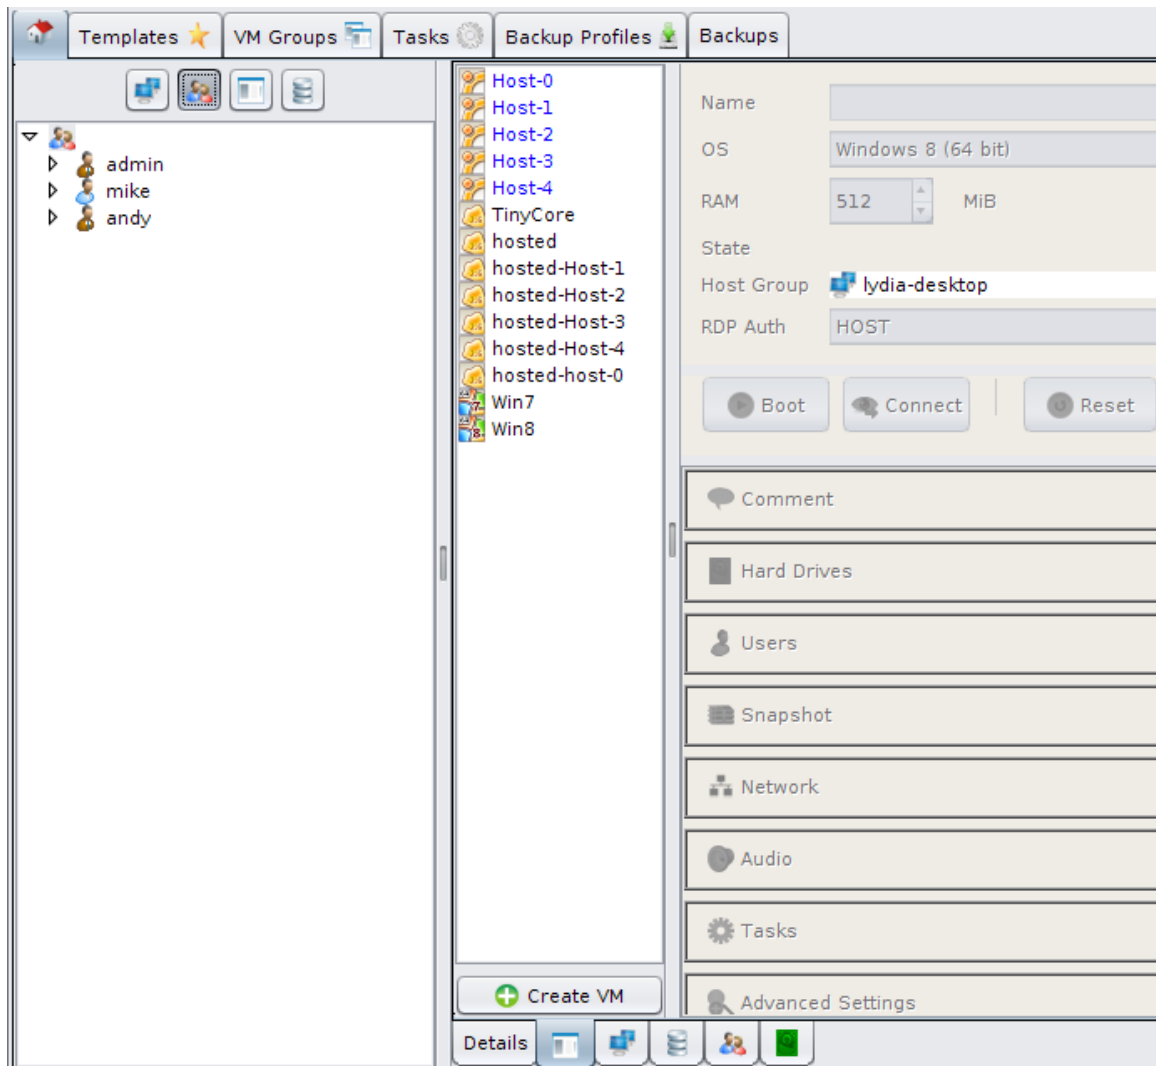 Templates VM Groups Tasks Backup Profiles Backups
admin
mike
andy
Host-0
Host-1
Host-2
Host-3
Host-4
TinyCore
hosted
hosted-Host-1
hosted-Host-2
hosted-Host-3
hosted-Host-4
hosted-host-0
Win7
Win8
Create VM
Name
OS Windows 8 (64 bit)
RAM 512 MiB
State
Host Group lydia-desktop
RDP Auth HOST
Boot Connect Reset
Comment
Hard Drives
Users
Snapshot
Network
Audio
Tasks
Advanced Settings
Details